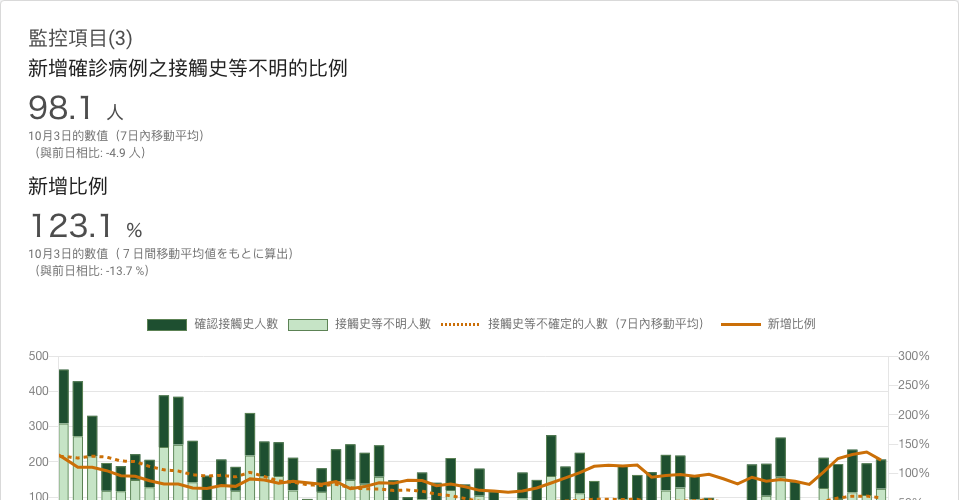 監控項目(3)
新增確診病例之接觸史等不明的比例
98.1 人
10月3日的數值（7日內移動平均）
（與前日相比: -4.9 人）
新增比例
123.1 %
10月3日的數值（７日間移動平均値をもとに算出）
（與前日相比: -13.7 %）
確認接觸史人數 接觸史等不明人數 接觸史等不確定的人數（7日內移動平均） 新增比例
500 300%
250%
400
200%
300
150%
200
100%
100